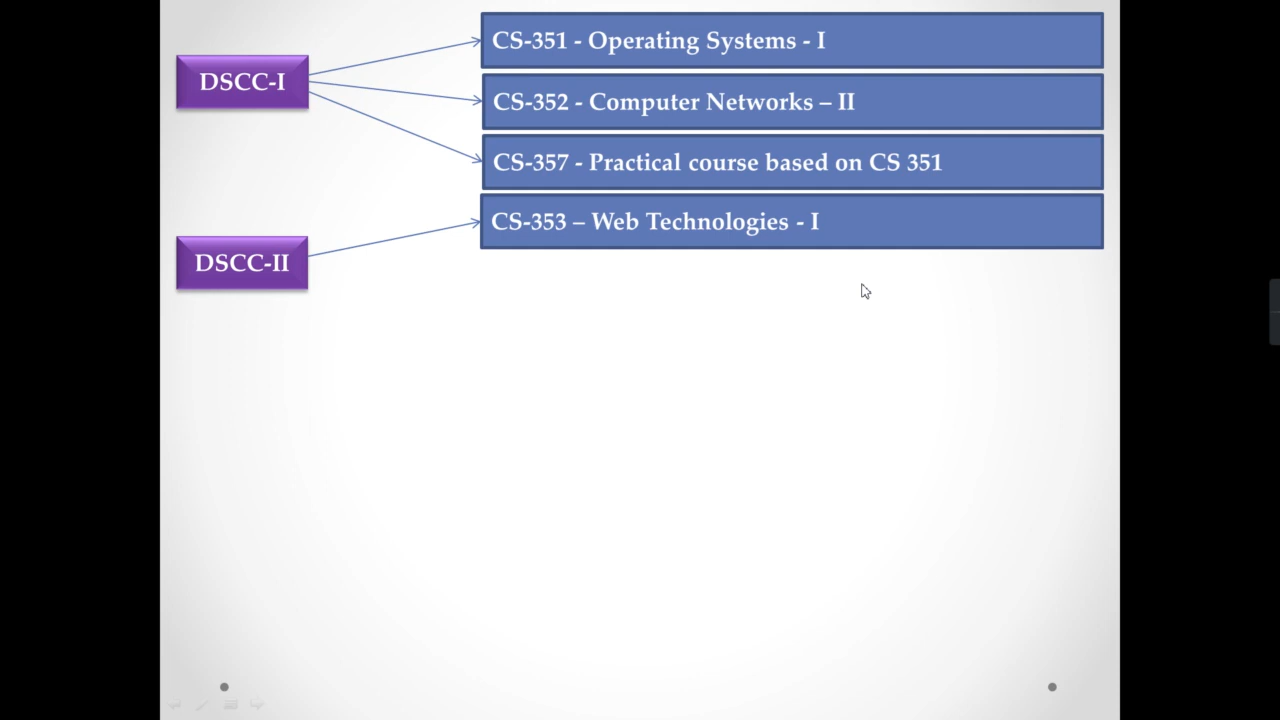 DSCC-I
CS-351 - Operating Systems - I
CS-352 - Computer Networks – II
CS-357 - Practical course based on CS 351
DSCC-II
CS-353 – Web Technologies - I